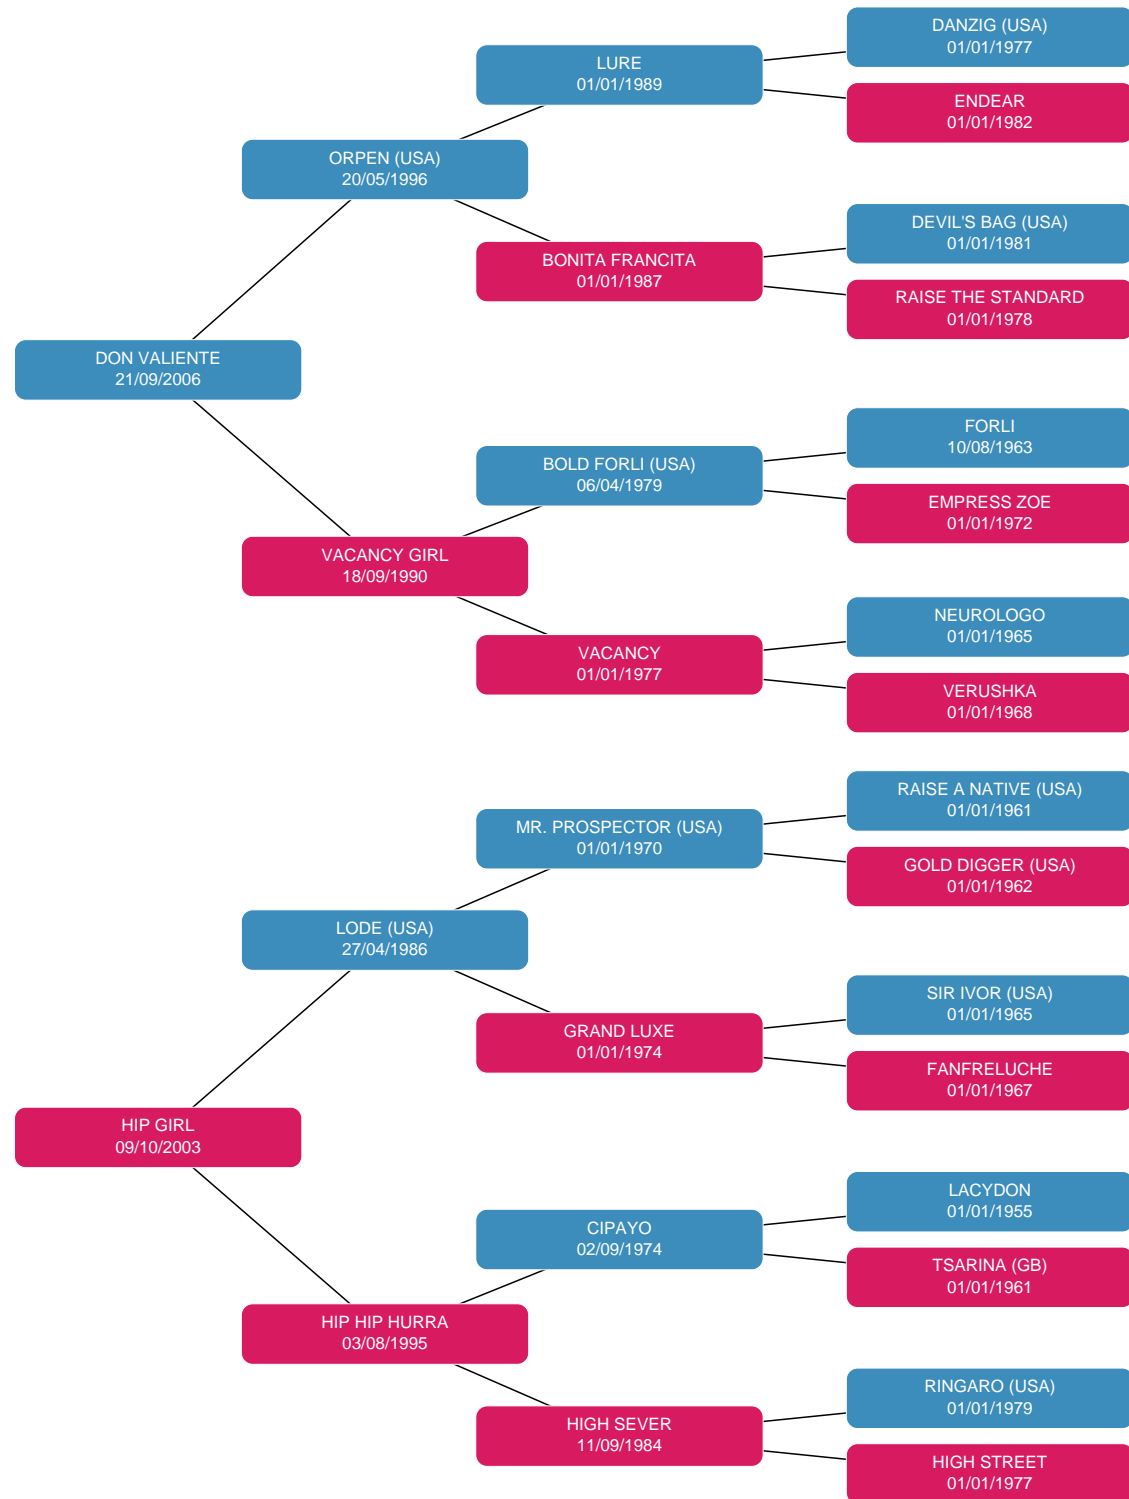 DANZIG (USA)
01/01/1977
LURE
01/01/1989
ENDEAR
01/01/1982
ORPEN (USA)
20/05/1996
DEVIL'S BAG (USA)
01/01/1981
BONITA FRANCITA
01/01/1987
RAISE THE STANDARD
01/01/1978
DON VALIENTE
21/09/2006
FORLI
10/08/1963
BOLD FORLI (USA)
06/04/1979
EMPRESS ZOE
01/01/1972
VACANCY GIRL
18/09/1990
NEUROLOGO
01/01/1965
VACANCY
01/01/1977
VERUSHKA
01/01/1968
RAISE A NATIVE (USA)
01/01/1961
MR. PROSPECTOR (USA)
01/01/1970
GOLD DIGGER (USA)
01/01/1962
LODE (USA)
27/04/1986
SIR IVOR (USA)
01/01/1965
GRAND LUXE
01/01/1974
FANFRELUCHE
01/01/1967
HIP GIRL
09/10/2003
LACYDON
01/01/1955
CIPAYO
02/09/1974
TSARINA (GB)
01/01/1961
HIP HIP HURRA
03/08/1995
RINGARO (USA)
01/01/1979
HIGH SEVER
11/09/1984
HIGH STREET
01/01/1977